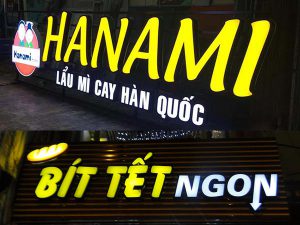 HANAMI
Hanami
LẨU MÌ CAY HÀN QUỐC
BÍT TẾT NGON